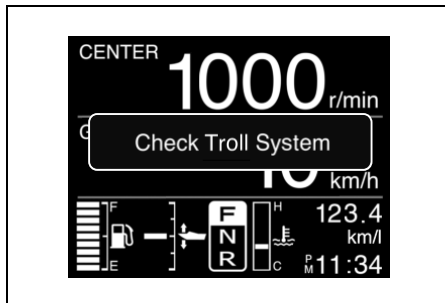 CENTER
1000
r/min
G
Check Troll System
km/h
F
F
H
123.4
N
km/l
E
R
C
PM 11:34